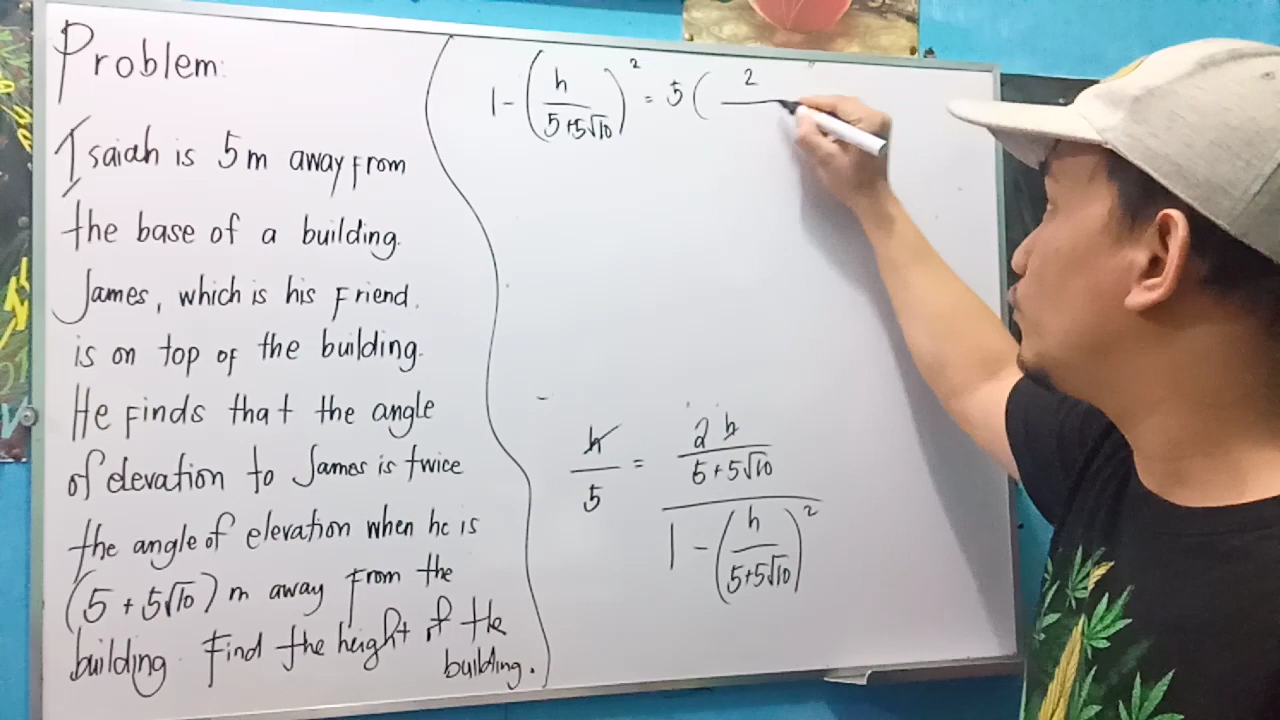 Problem:
Isaiah is 5m away from
the base of a building.
James, which is his friend,
is on top of the building.
He finds that the angle
of elevation to James is twice
the angle of elevation when he is
(5 + 5√10) m away from the
building. Find the height of the
building.
1 - (h / 5+5√10)² = 5 ( 2
h / 5 = (2h / 5+5√10) / (1 - (h / 5+5√10)²)